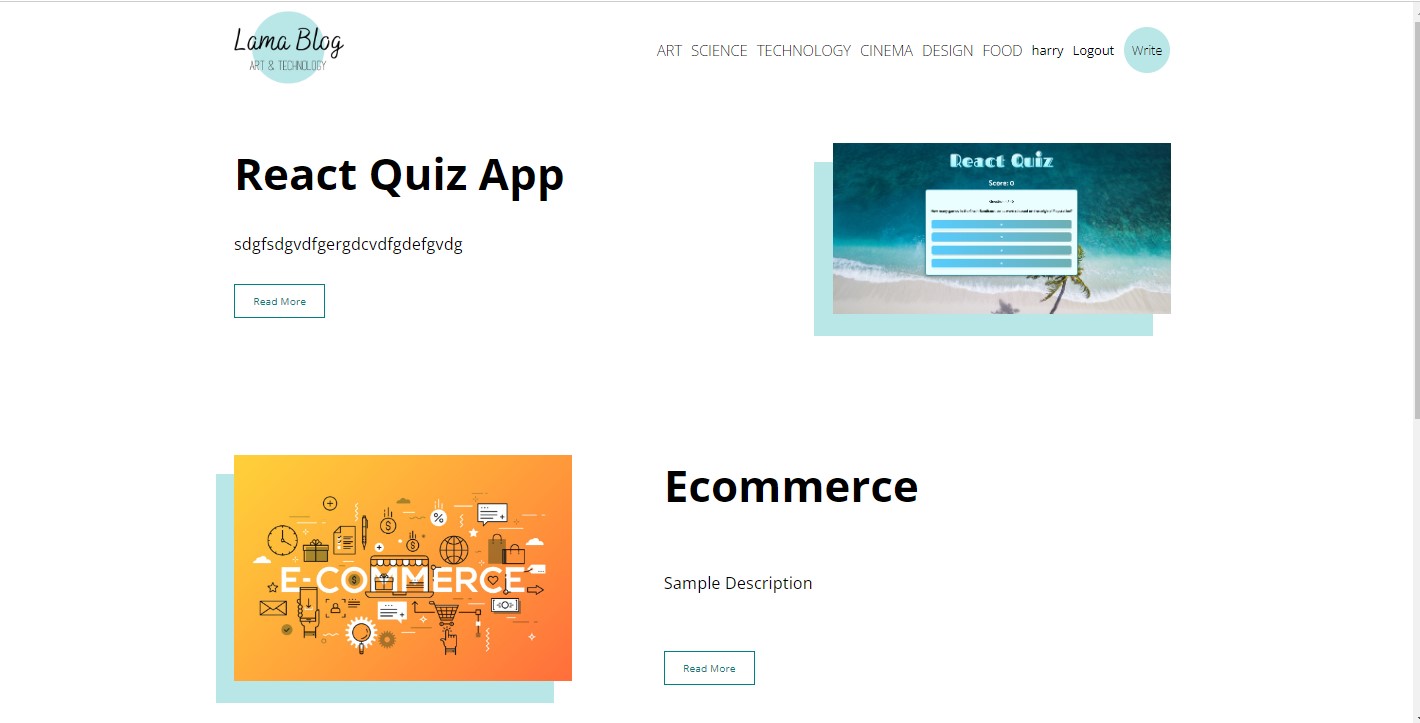 Lama Blog
ART & TECHNOLOGY
ART SCIENCE TECHNOLOGY CINEMA DESIGN FOOD harry Logout Write
React Quiz App
sdgfsdgvdfgergdcvdfgdefgvdg
Read More
React Quiz
Score: 0
E-COMMERCE
Ecommerce
Sample Description
Read More